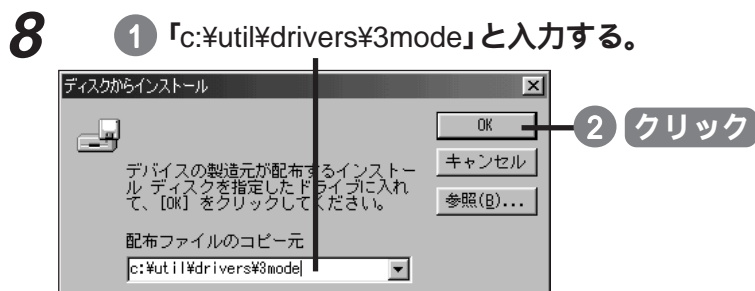 8 1 「c:¥util¥drivers¥3mode」と入力する。
ディスクからインストール
OK
2 クリック
キャンセル
参照(B)...
デバイスの製造元が配布するインストー
ル ディスクを指定したドライブに入れ
て、[OK] をクリックしてください。
配布ファイルのコピー元
c:¥util¥drivers¥3mode